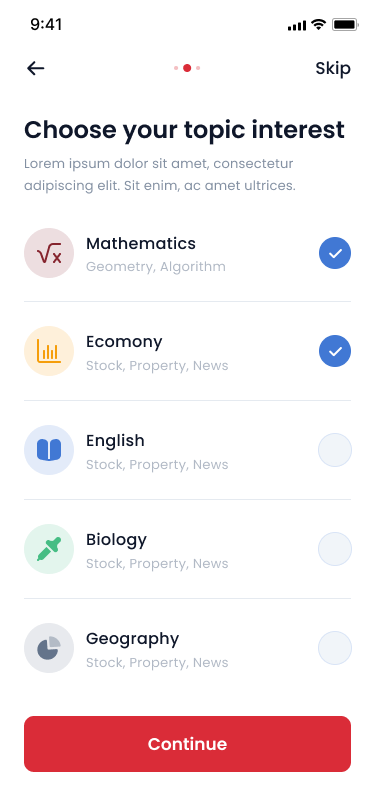 9:41
Skip
Choose your topic interest
Lorem ipsum dolor sit amet, consectetur
adipiscing elit. Sit enim, ac amet ultrices.
Mathematics
Geometry, Algorithm
Ecomony
Stock, Property, News
English
Stock, Property, News
Biology
Stock, Property, News
Geography
Stock, Property, News
Continue